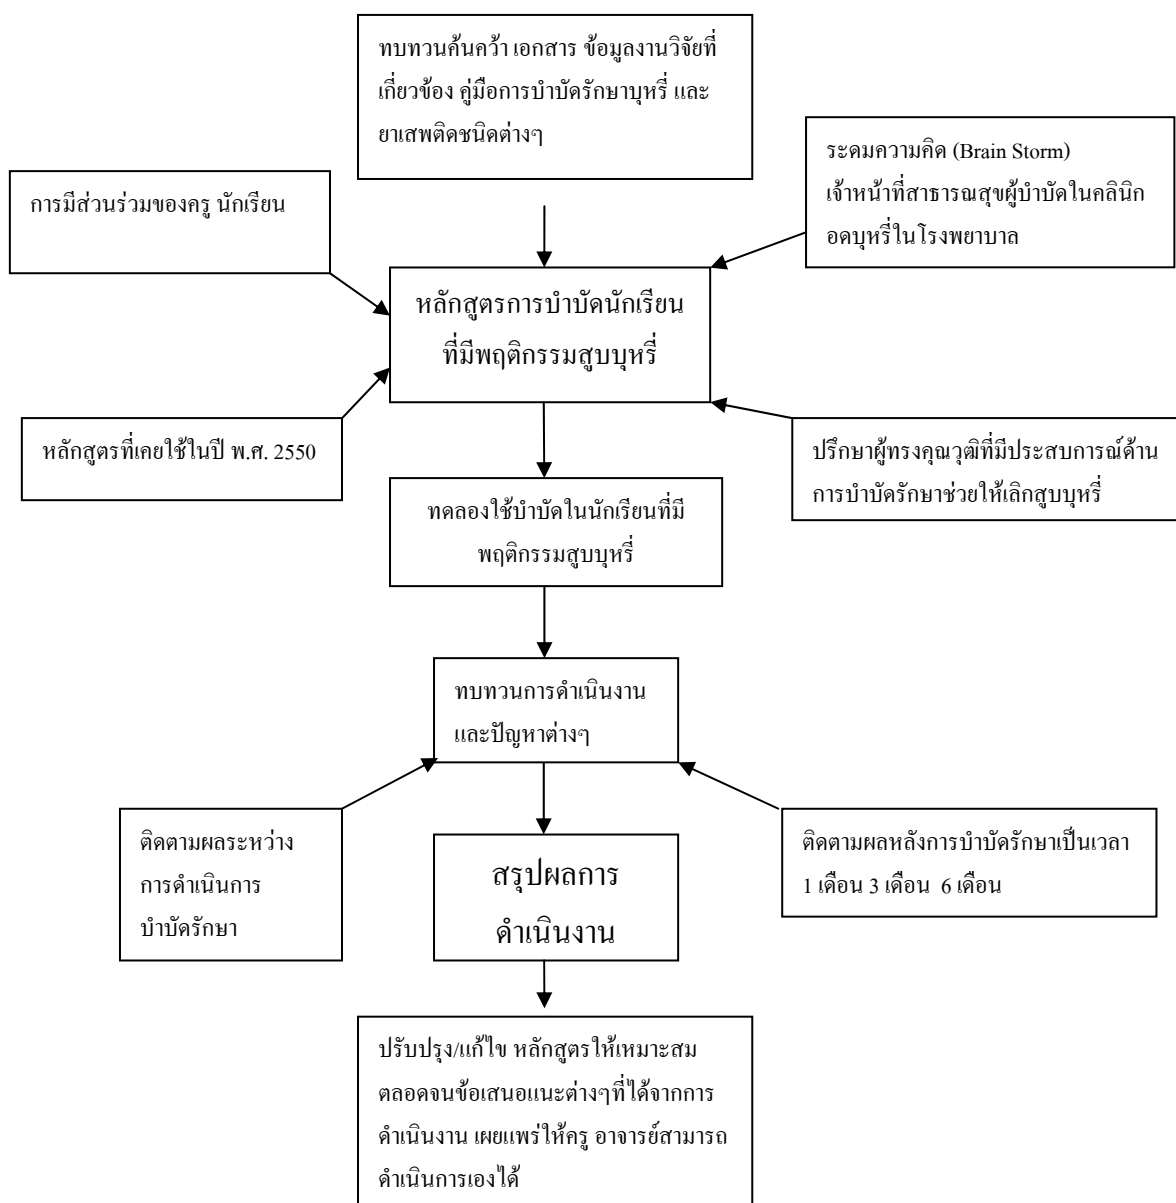 ทบทวนค้นคว้า เอกสาร ข้อมูลงานวิจัยที่
เกี่ยวข้อง คู่มือการบำบัดรักษาบุหรี่ และ
ยาเสพติดชนิดต่างๆ
ระดมความคิด (Brain Storm)
เจ้าหน้าที่สาธารณสุขผู้บำบัดในคลินิก
อดบุหรี่ในโรงพยาบาล
การมีส่วนร่วมของครู นักเรียน
หลักสูตรการบำบัดนักเรียน
ที่มีพฤติกรรมสูบบุหรี่
หลักสูตรที่เคยใช้ในปี พ.ศ. 2550
ปรึกษาผู้ทรงคุณวุฒิที่มีประสบการณ์ด้าน
การบำบัดรักษาช่วยให้เลิกสูบบุหรี่
ทดลองใช้บำบัดในนักเรียนที่มี
พฤติกรรมสูบบุหรี่
ทบทวนการดำเนินงาน
และปัญหาต่างๆ
ติดตามผลระหว่าง
การดำเนินการ
บำบัดรักษา
สรุปผลการ
ดำเนินงาน
ติดตามผลหลังการบำบัดรักษาเป็นเวลา
1 เดือน 3 เดือน 6 เดือน
ปรับปรุง/แก้ไข หลักสูตรให้เหมาะสม
ตลอดจนข้อเสนอแนะต่างๆที่ได้จากการ
ดำเนินงาน เผยแพร่ให้ครู อาจารย์สามารถ
ดำเนินการเองได้